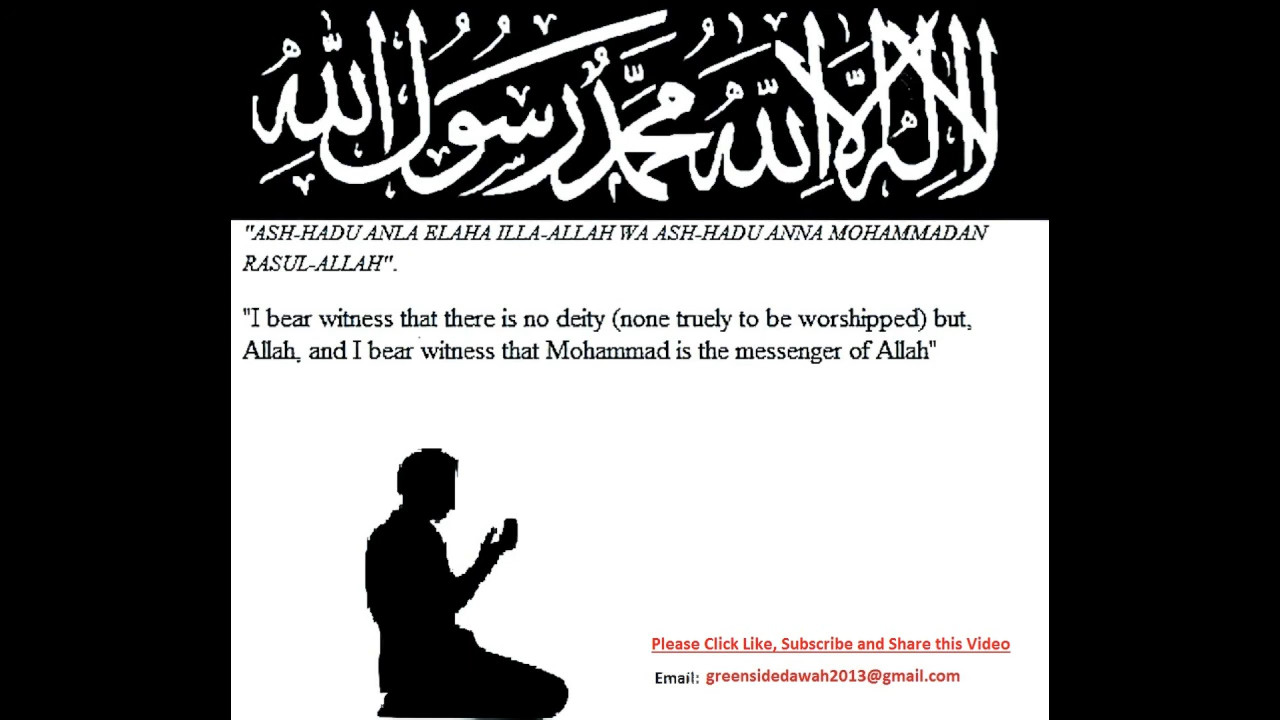 لا إله إلا الله محمد رسول الله
"ASH-HADU ANLA ELAHA ILLA-ALLAH WA ASH-HADU ANNA MOHAMMADAN
RASUL-ALLAH".
"I bear witness that there is no deity (none truely to be worshipped) but,
Allah, and I bear witness that Mohammad is the messenger of Allah"
Please Click Like, Subscribe and Share this Video
Email: greensidedawah2013@gmail.com